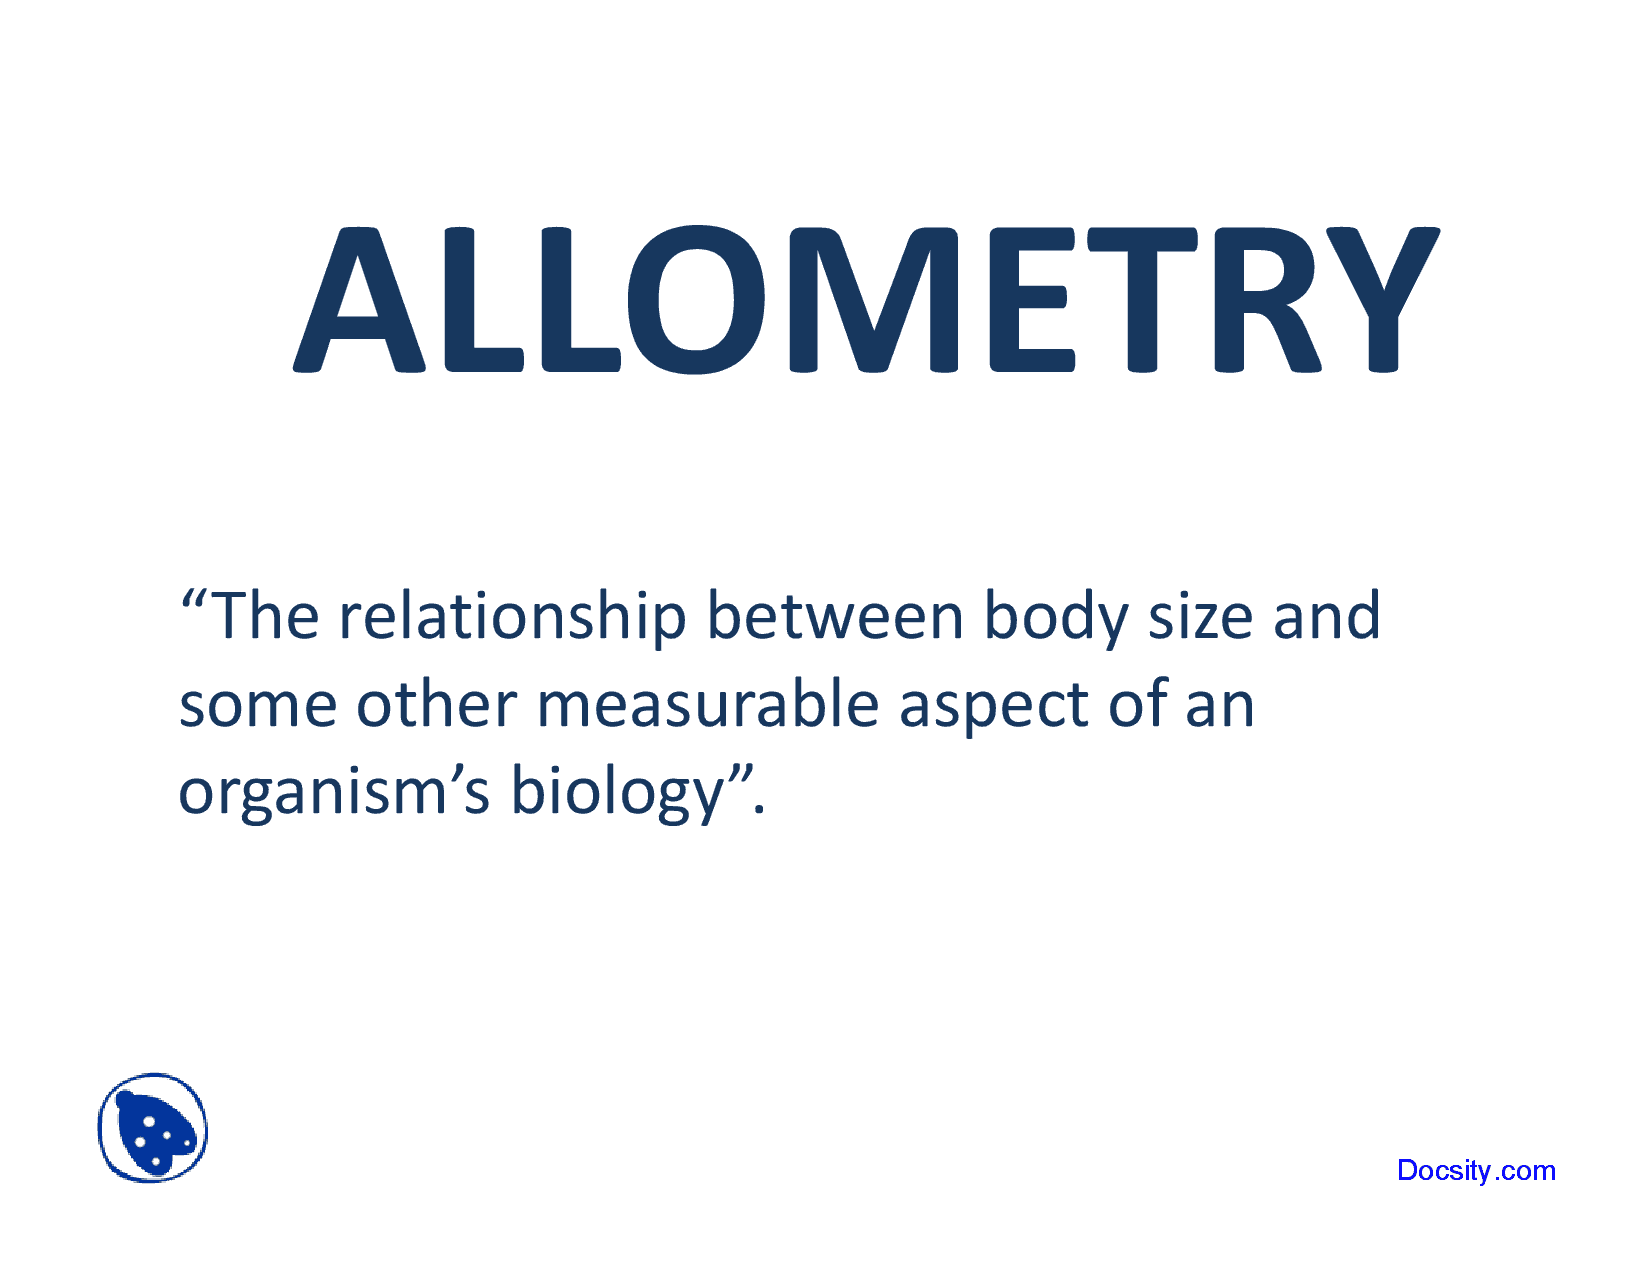 ALLOMETRY
“The relationship between body size and
some other measurable aspect of an
organism’s biology”.
Docsity.com